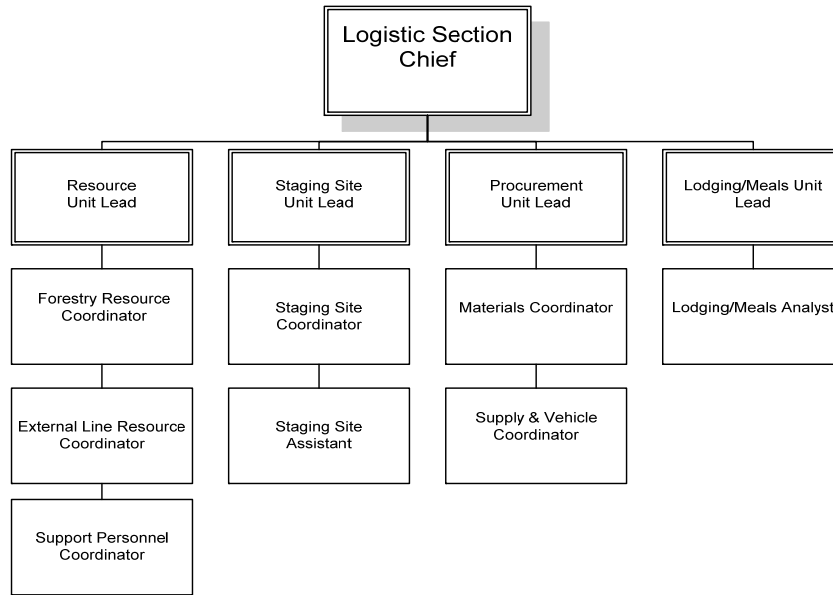 Logistic Section
Chief
Resource
Unit Lead
Staging Site
Unit Lead
Procurement
Unit Lead
Lodging/Meals Unit
Lead
Forestry Resource
Coordinator
Staging Site
Coordinator
Materials Coordinator
Lodging/Meals Analyst
External Line Resource
Coordinator
Staging Site
Assistant
Supply & Vehicle
Coordinator
Support Personnel
Coordinator